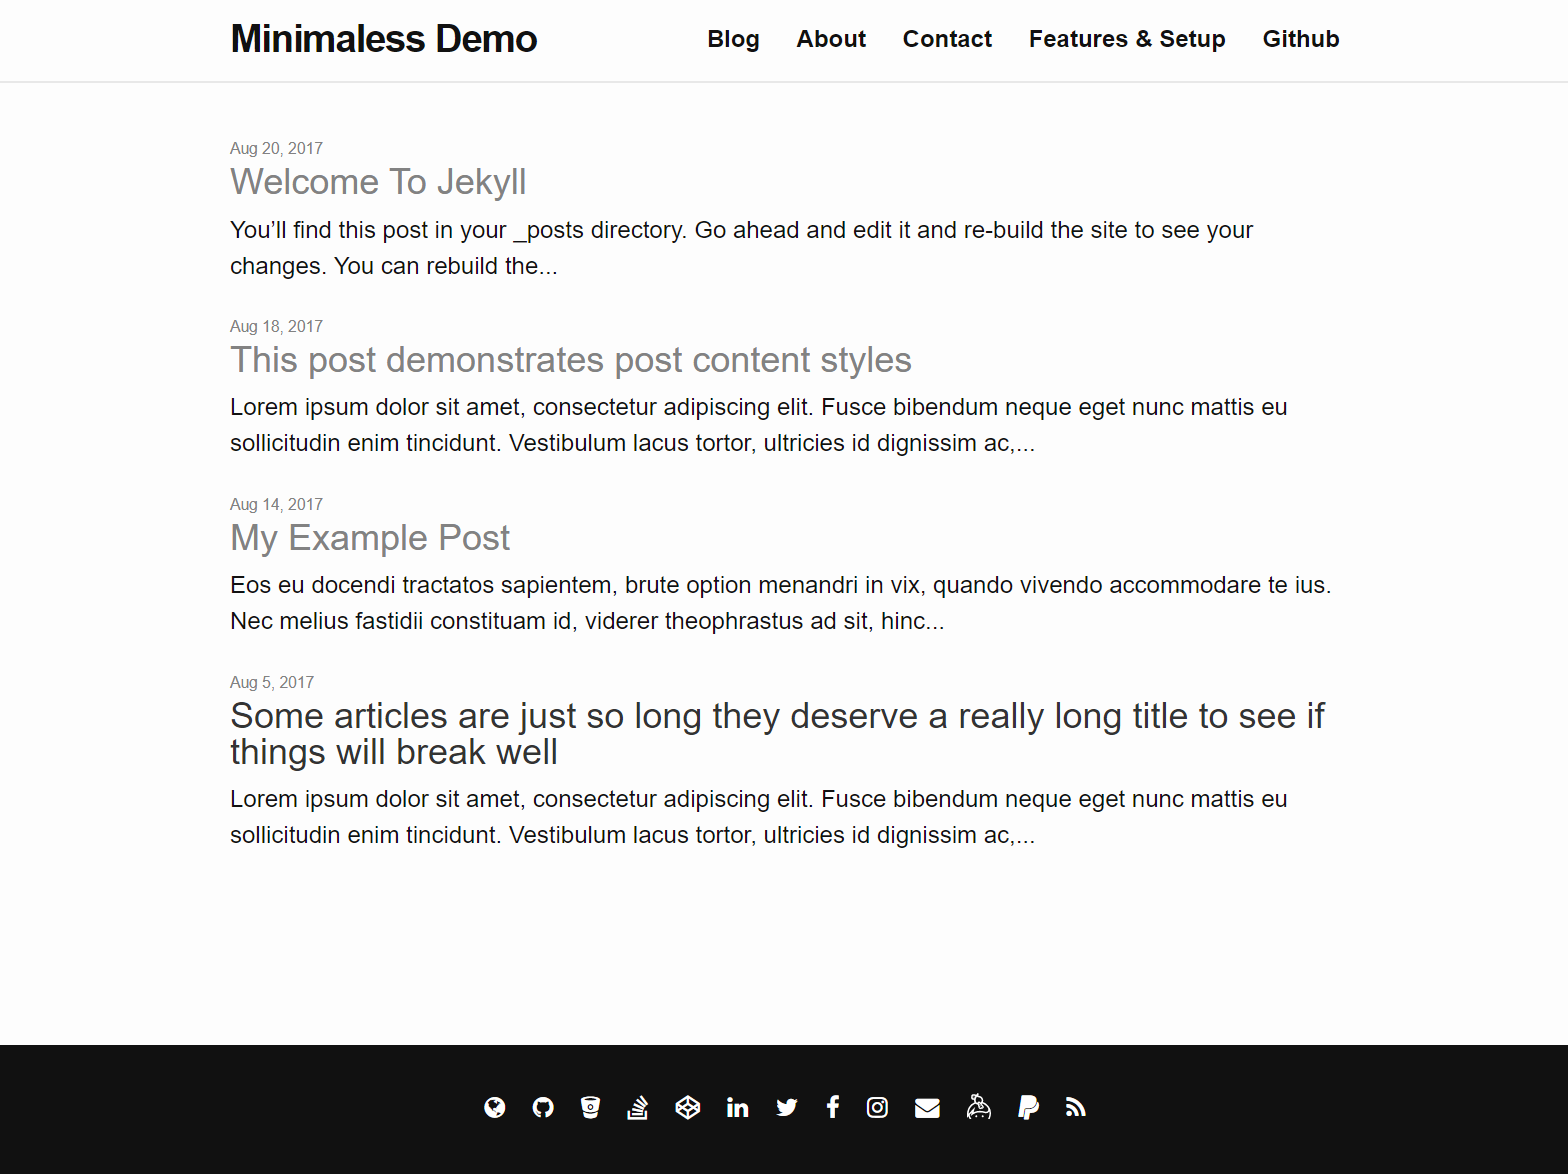 Minimaless Demo
Blog About Contact Features & Setup Github
Aug 20, 2017
Welcome To Jekyll
You’ll find this post in your _posts directory. Go ahead and edit it and re-build the site to see your
changes. You can rebuild the...
Aug 18, 2017
This post demonstrates post content styles
Lorem ipsum dolor sit amet, consectetur adipiscing elit. Fusce bibendum neque eget nunc mattis eu
sollicitudin enim tincidunt. Vestibulum lacus tortor, ultricies id dignissim ac,...
Aug 14, 2017
My Example Post
Eos eu docendi tractatos sapientem, brute option menandri in vix, quando vivendo accommodare te ius.
Nec melius fastidii constituam id, viderer theophrastus ad sit, hinc...
Aug 5, 2017
Some articles are just so long they deserve a really long title to see if
things will break well
Lorem ipsum dolor sit amet, consectetur adipiscing elit. Fusce bibendum neque eget nunc mattis eu
sollicitudin enim tincidunt. Vestibulum lacus tortor, ultricies id dignissim ac,...